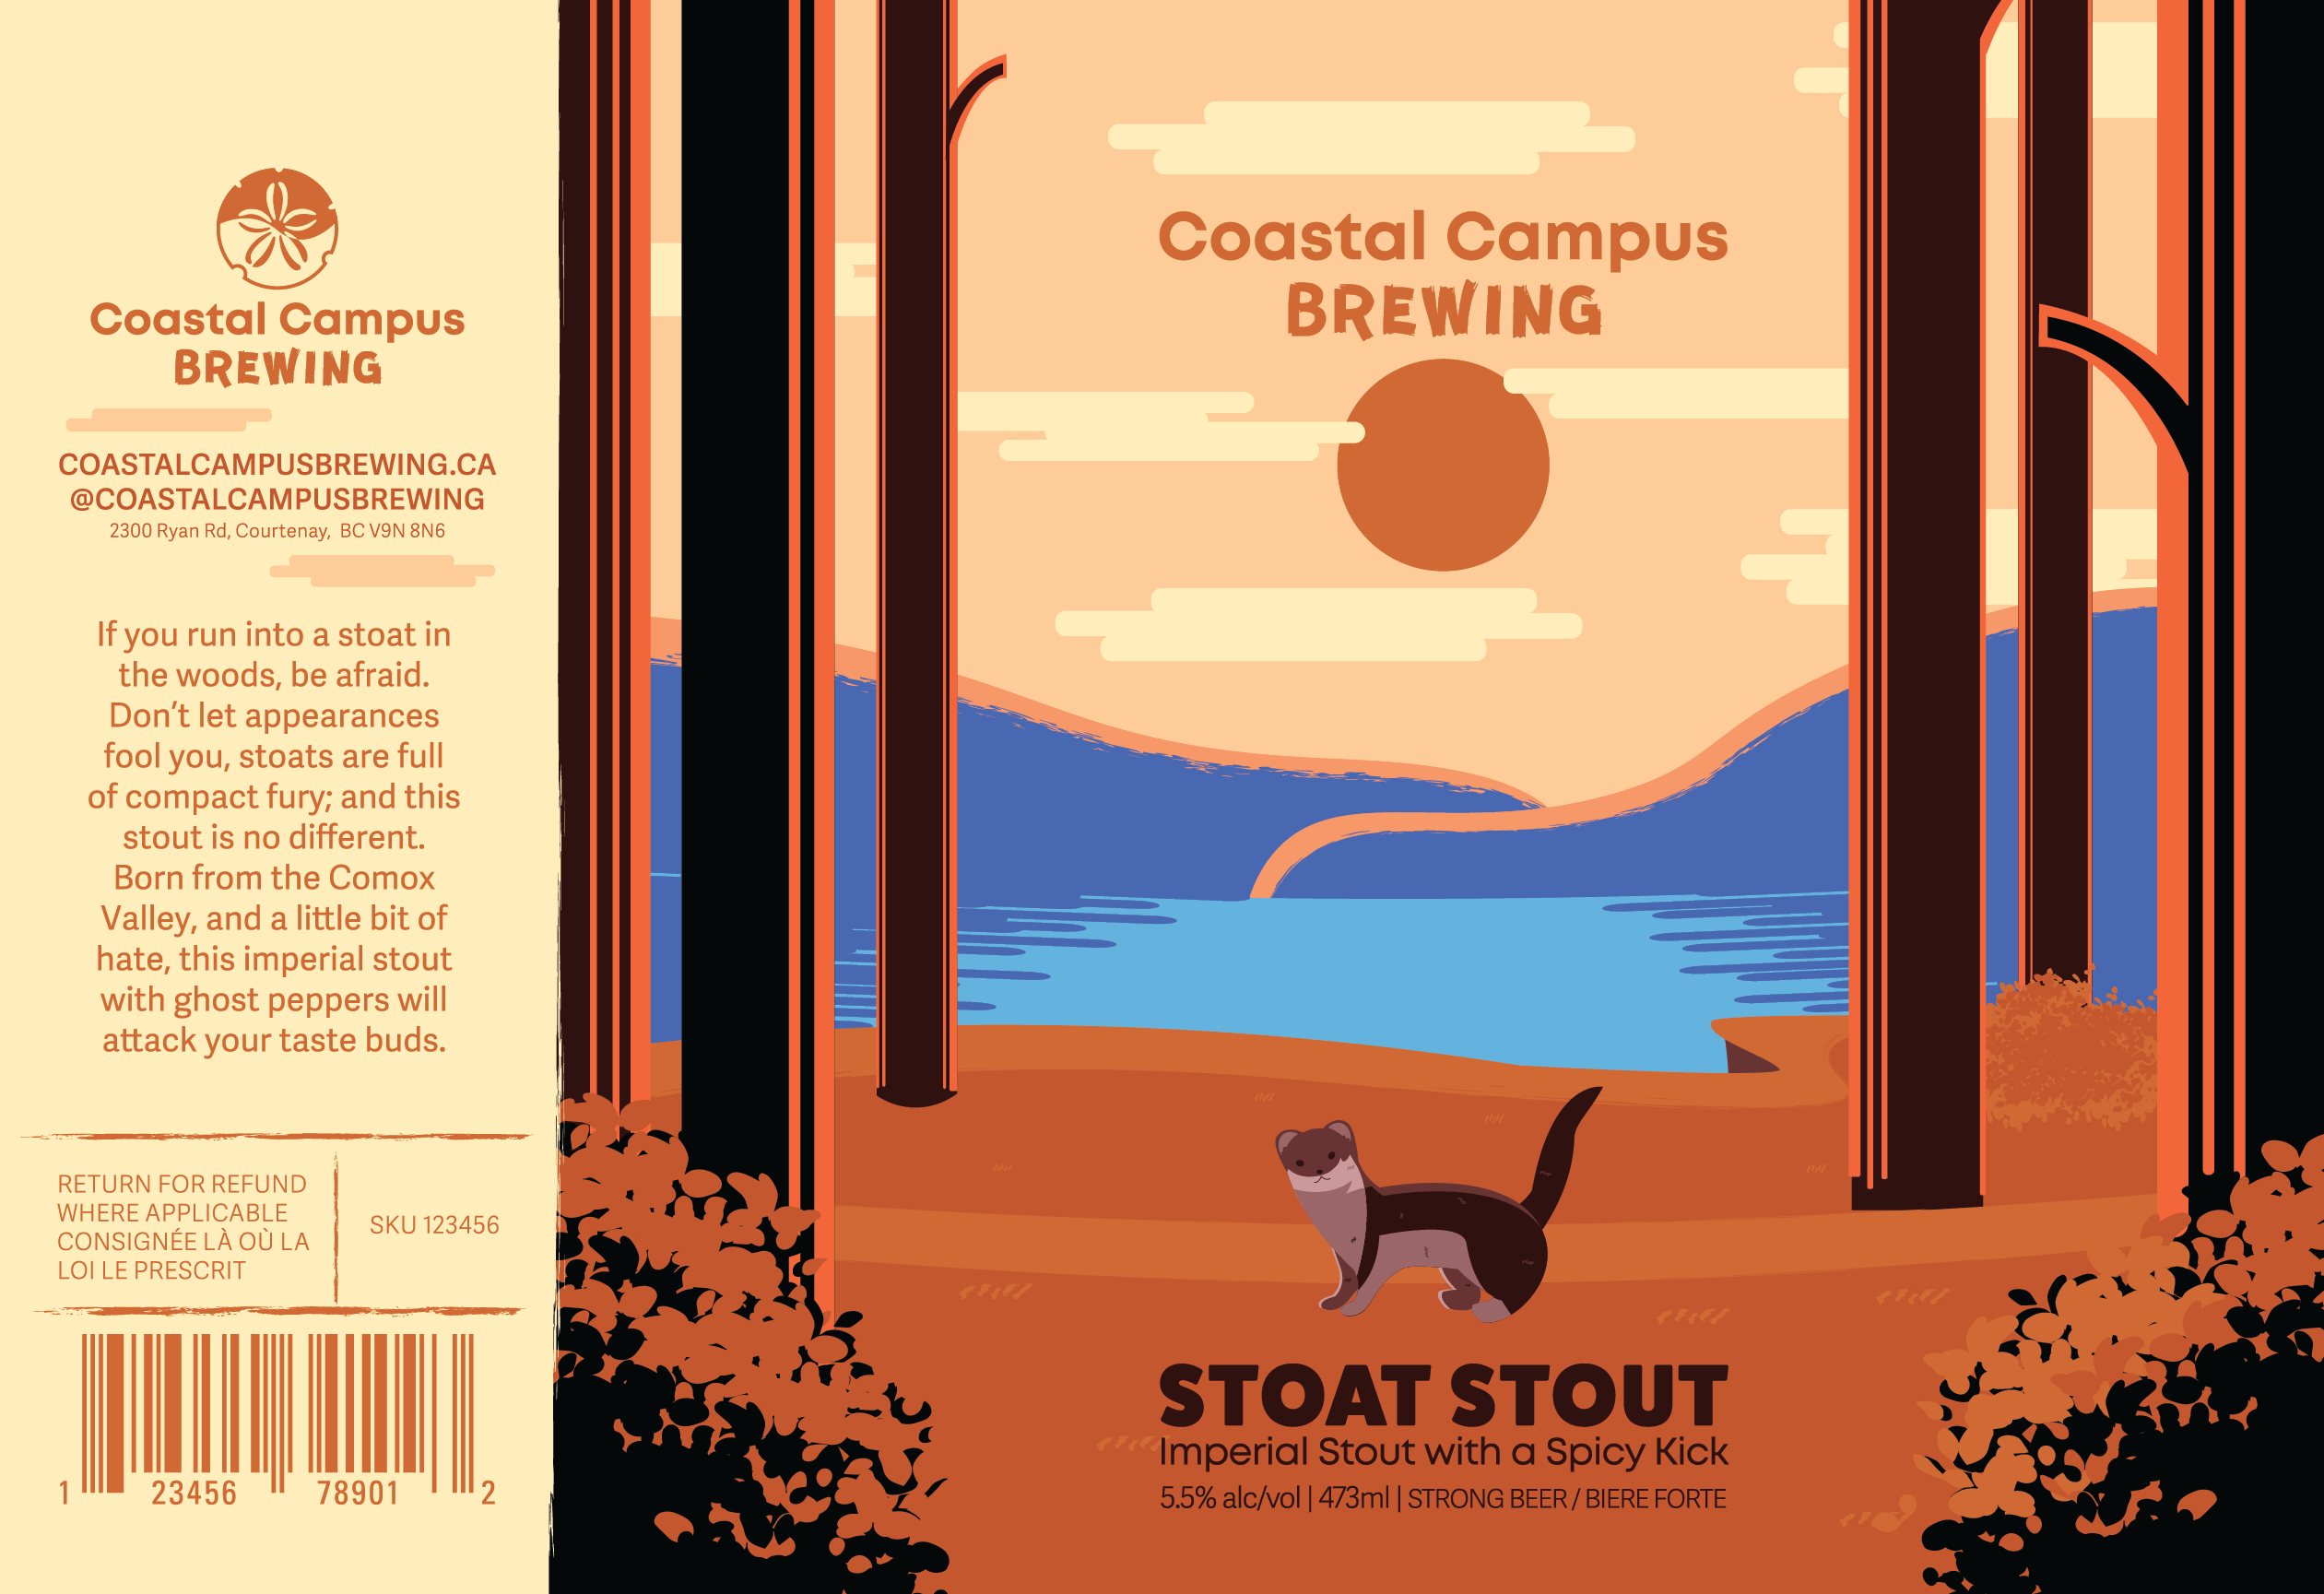 Coastal Campus
BREWING
COASTALCAMPUSBREWING.CA
@COASTALCAMPUSBREWING
2300 Ryan Rd, Courtenay, BC V9N 8N6
If you run into a stoat in
the woods, be afraid.
Don’t let appearances
fool you, stoats are full
of compact fury; and this
stout is no different.
Born from the Comox
Valley, and a little bit of
hate, this imperial stout
with ghost peppers will
attack your taste buds.
RETURN FOR REFUND
WHERE APPLICABLE
CONSIGNÉE LÀ OÙ LA
LOI LE PRESCRIT
SKU 123456
1 23456 78901 2
Coastal Campus
BREWING
STOAT STOUT
Imperial Stout with a Spicy Kick
5.5% alc/vol | 473ml | STRONG BEER / BIERE FORTE